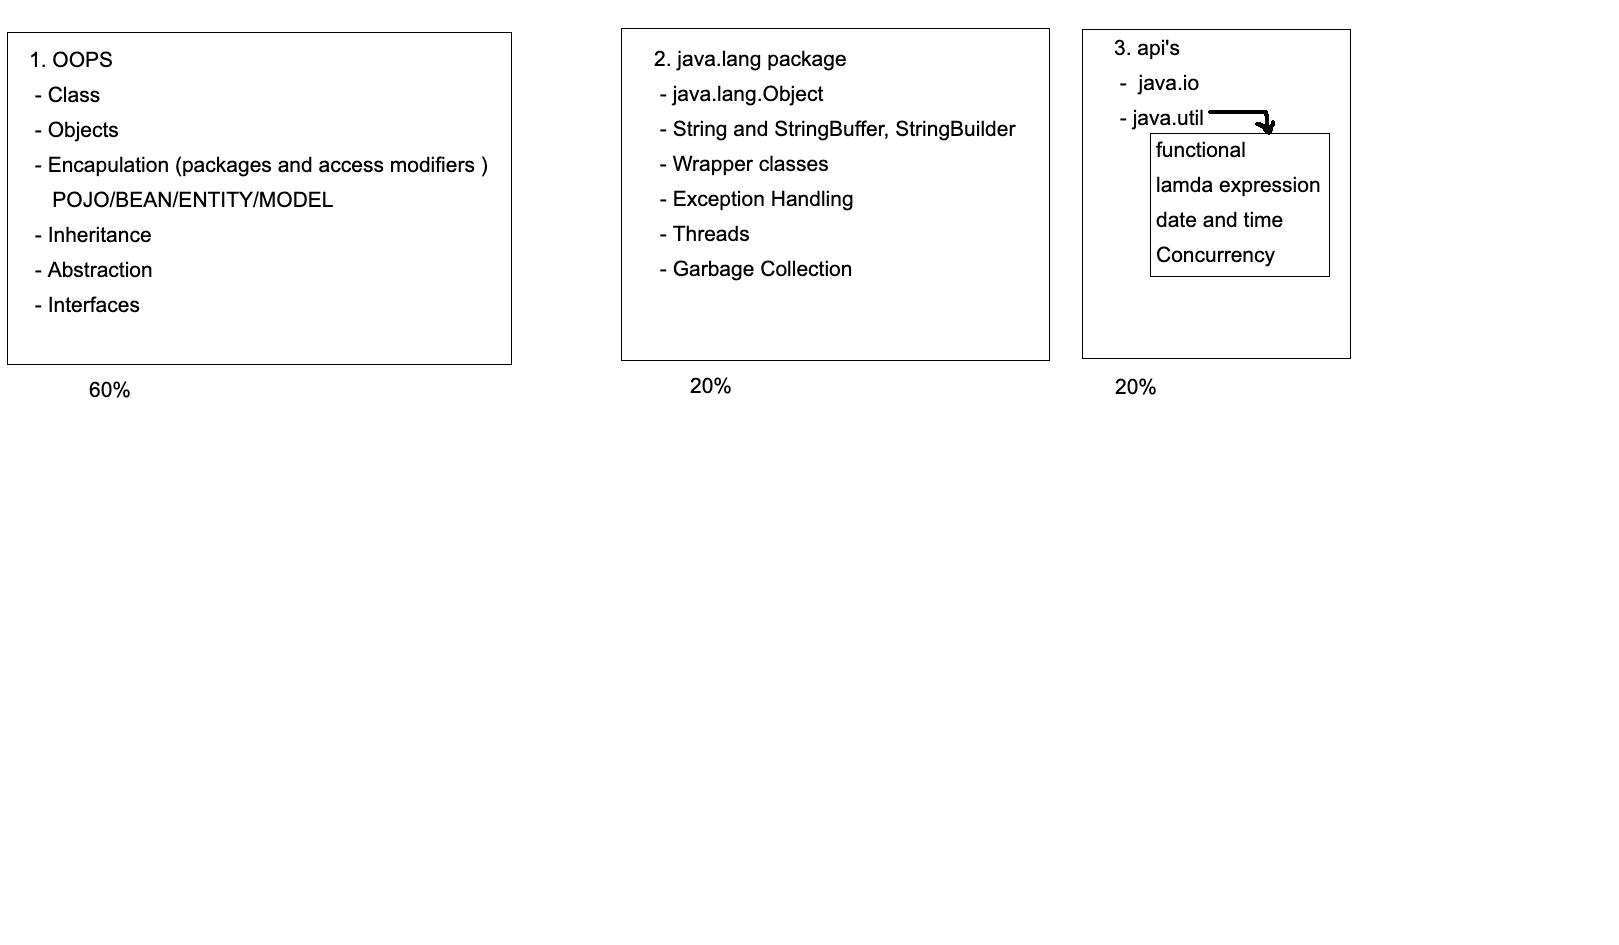 1. OOPS
- Class
- Objects
- Encapulation (packages and access modifiers )
POJO/BEAN/ENTITY/MODEL
- Inheritance
- Abstraction
- Interfaces
60%
2. java.lang package
- java.lang.Object
- String and StringBuffer, StringBuilder
- Wrapper classes
- Exception Handling
- Threads
- Garbage Collection
20%
3. api's
- java.io
- java.util
functional
lamda expression
date and time
Concurrency
20%